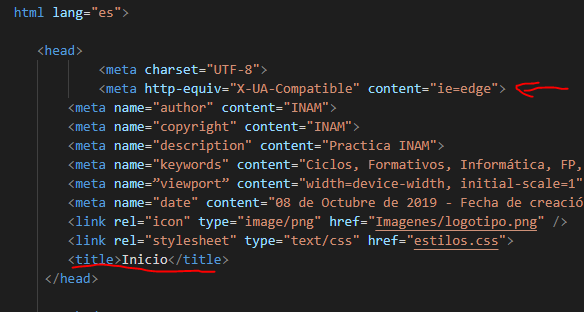 html lang="es">
<head>
<meta charset="UTF-8">
<meta http-equiv="X-UA-Compatible" content="ie=edge">
<meta name="author" content="INAM">
<meta name="copyright" content="INAM">
<meta name="description" content="Practica INAM">
<meta name="keywords" content="Ciclos, Formativos, Informática, FP,
<meta name=”viewport” content="width=device-width, initial-scale=1"
<meta name="date" content="08 de Octubre de 2019 - Fecha de creació
<link rel="icon" type="image/png" href="Imagenes/logotipo.png" />
<link rel="stylesheet" type="text/css" href="estilos.css">
<title>Inicio</title>
</head>